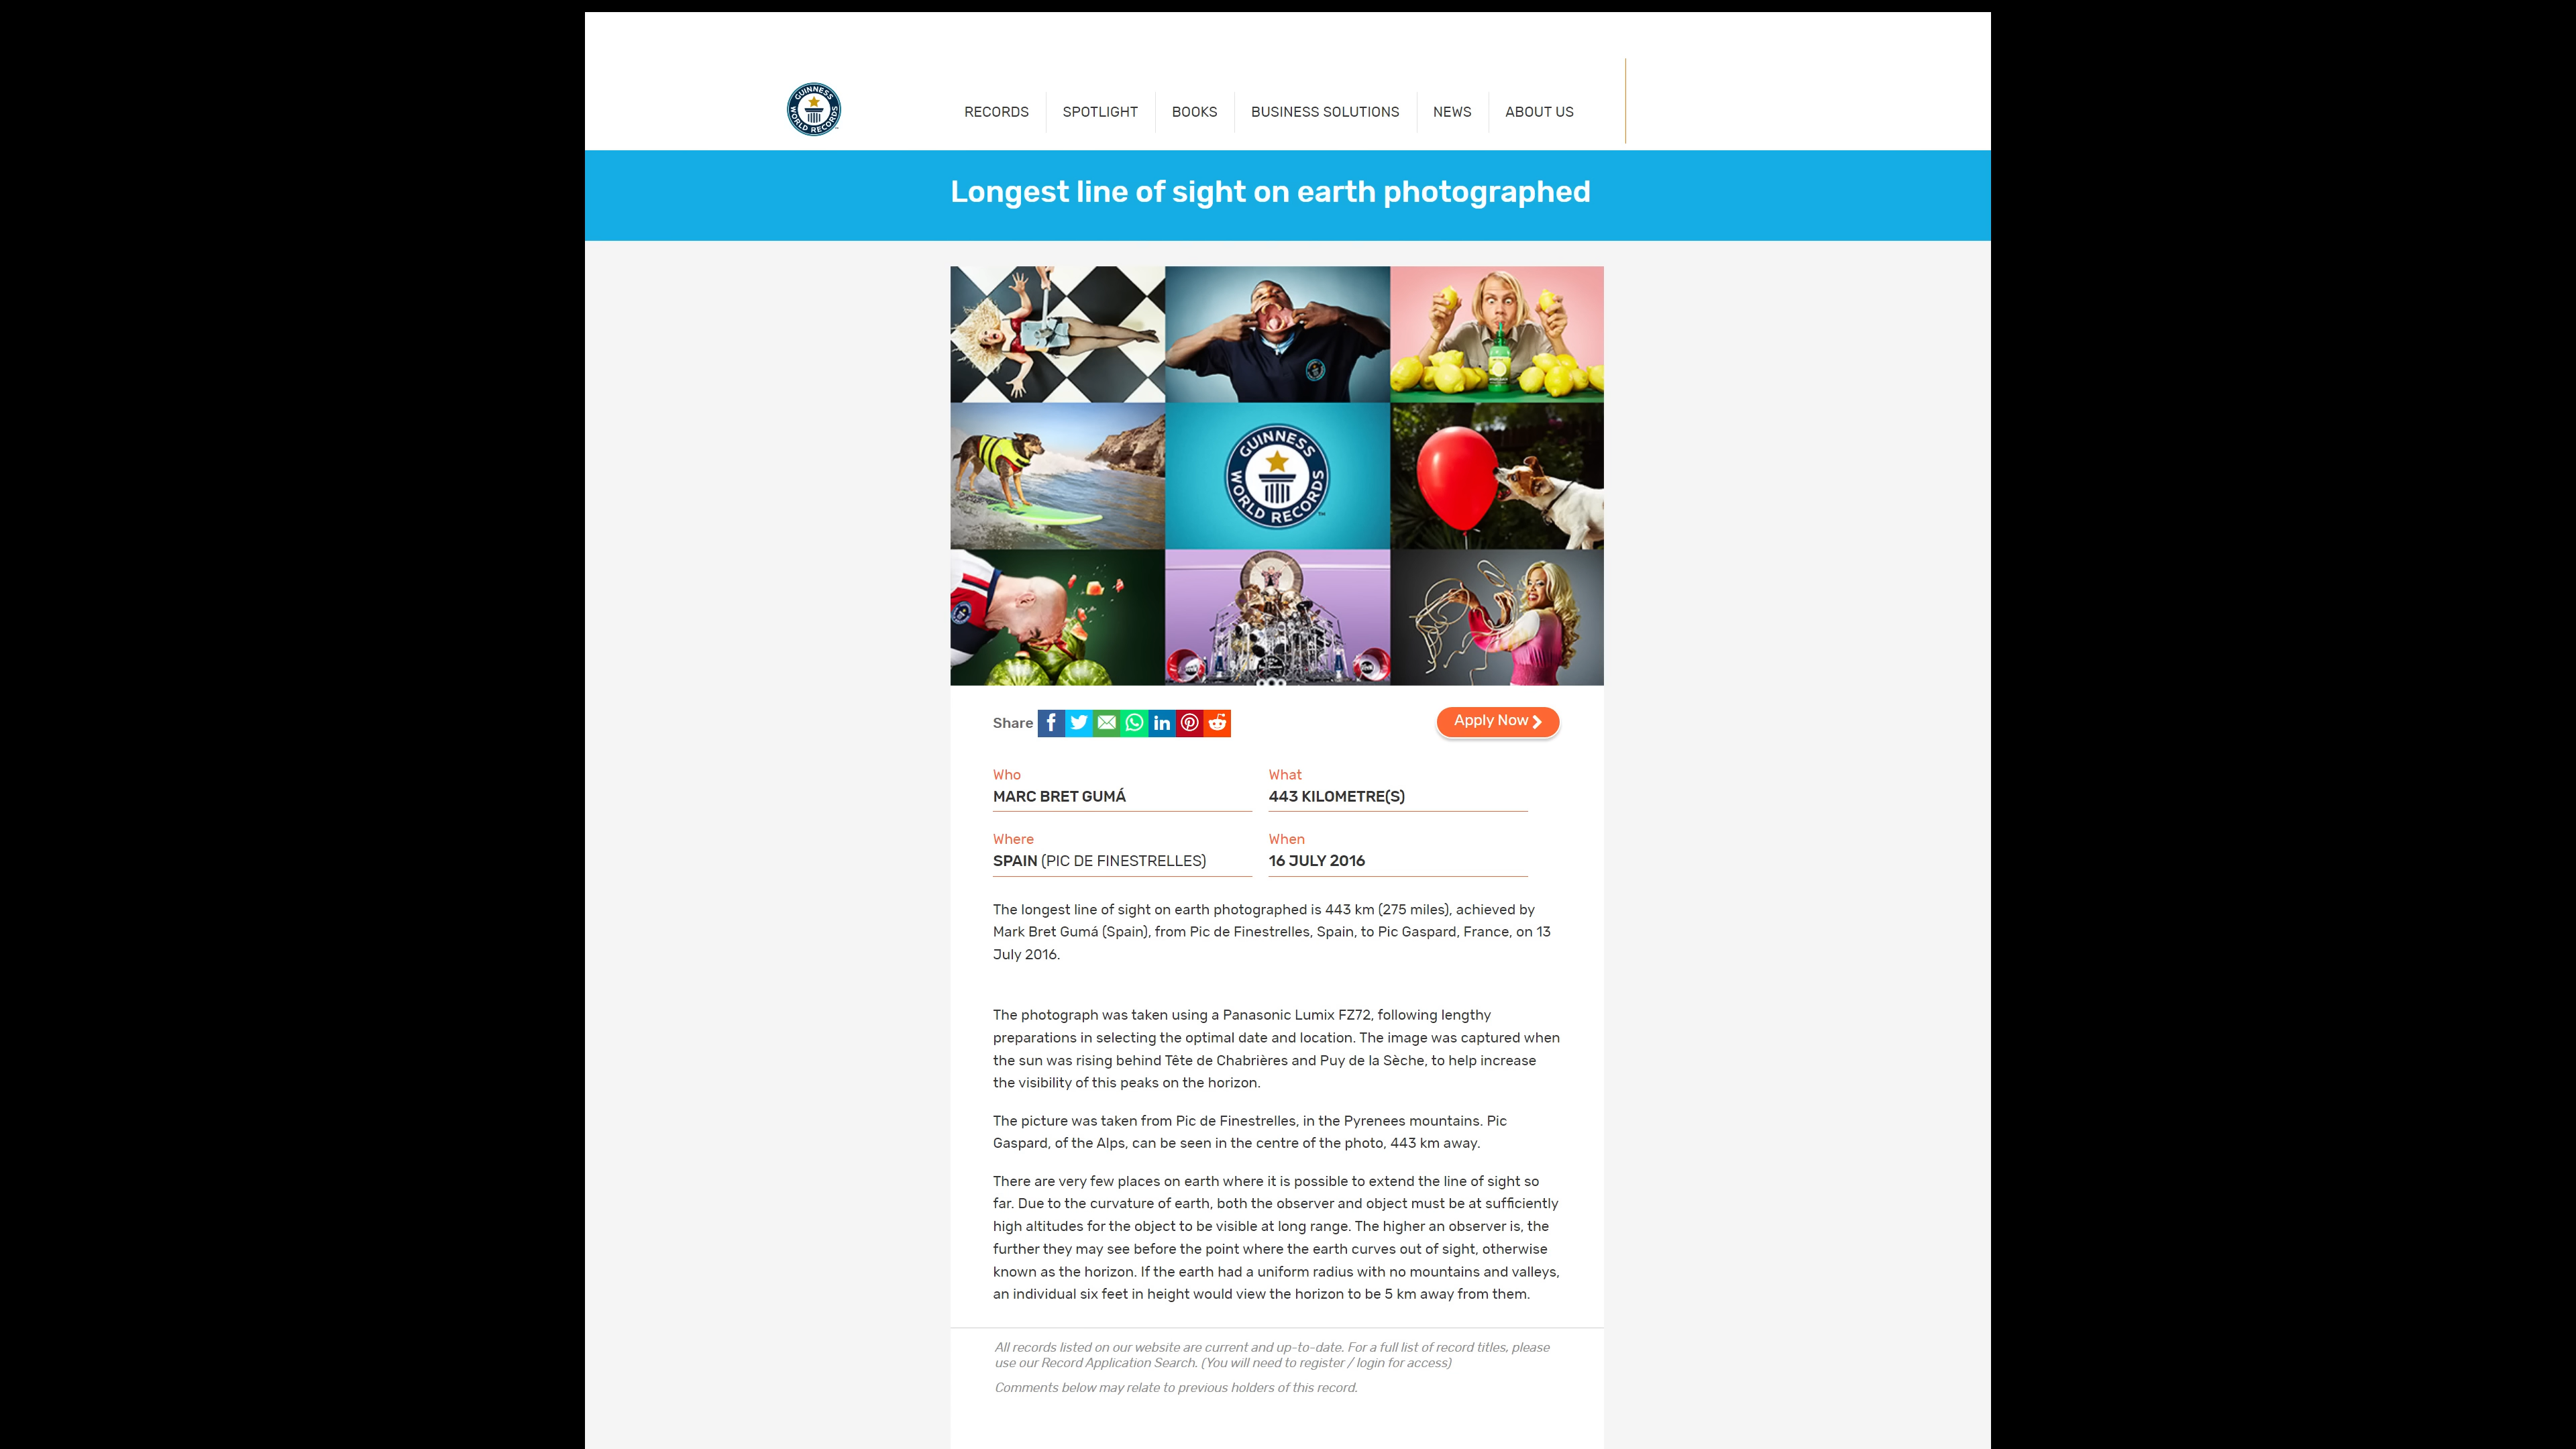 GUINNESS WORLD RECORDS
RECORDS
SPOTLIGHT
BOOKS
BUSINESS SOLUTIONS
NEWS
ABOUT US
Longest line of sight on earth photographed
GUINNESS WORLD RECORDS™
Share
Apply Now
Who
MARC BRET GUMÁ
What
443 KILOMETRE(S)
Where
SPAIN (PIC DE FINESTRELLES)
When
16 JULY 2016
The longest line of sight on earth photographed is 443 km (275 miles), achieved by
Mark Bret Gumá (Spain), from Pic de Finestrelles, Spain, to Pic Gaspard, France, on 13
July 2016.
The photograph was taken using a Panasonic Lumix FZ72, following lengthy
preparations in selecting the optimal date and location. The image was captured when
the sun was rising behind Tête de Chabrières and Puy de la Sèche, to help increase
the visibility of this peaks on the horizon.
The picture was taken from Pic de Finestrelles, in the Pyrenees mountains. Pic
Gaspard, of the Alps, can be seen in the centre of the photo, 443 km away.
There are very few places on earth where it is possible to extend the line of sight so
far. Due to the curvature of earth, both the observer and object must be at sufficiently
high altitudes for the object to be visible at long range. The higher an observer is, the
further they may see before the point where the earth curves out of sight, otherwise
known as the horizon. If the earth had a uniform radius with no mountains and valleys,
an individual six feet in height would view the horizon to be 5 km away from them.
All records listed on our website are current and up-to-date. For a full list of record titles, please
use our Record Application Search. (You will need to register / login for access)
Comments below may relate to previous holders of this record.